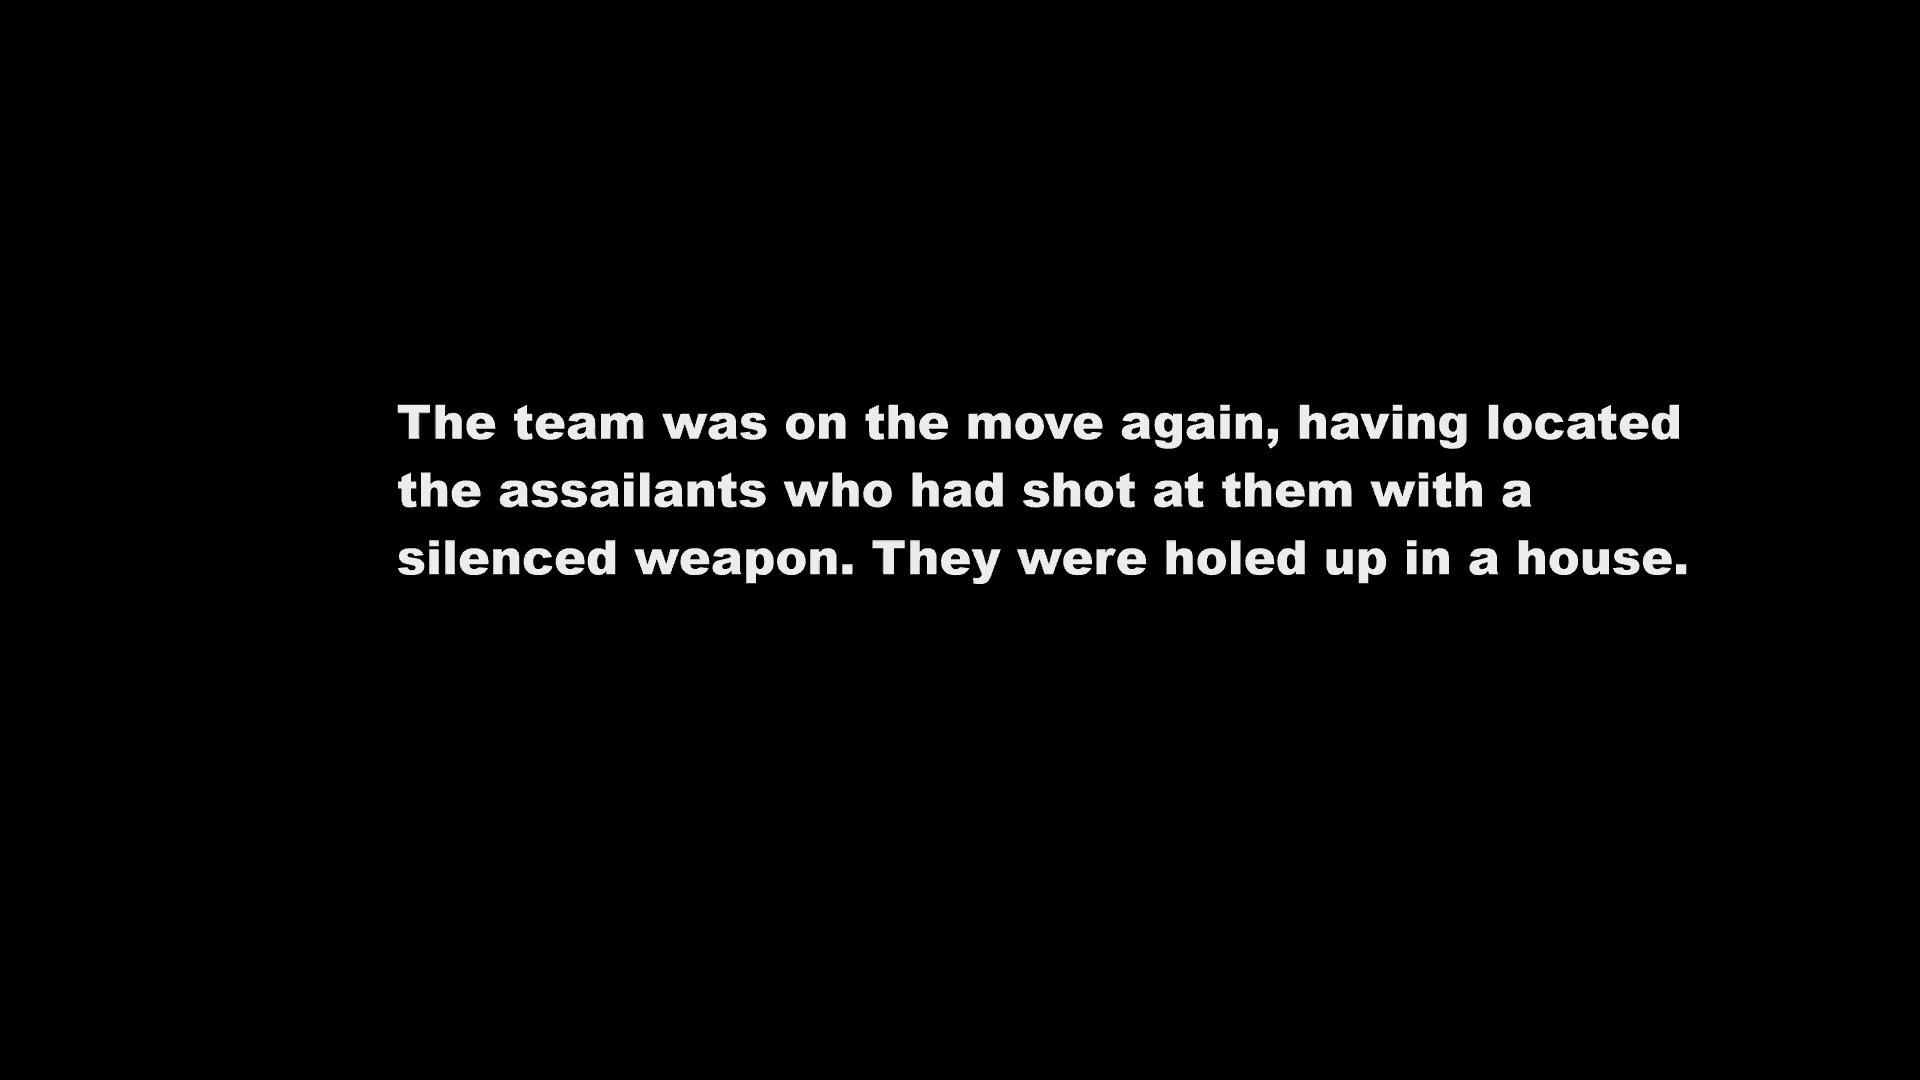 The team was on the move again, having located
the assailants who had shot at them with a
silenced weapon. They were holed up in a house.